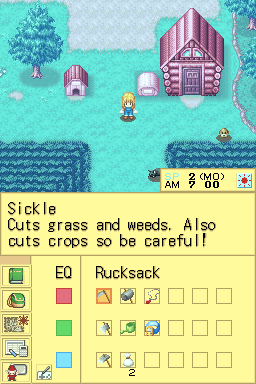 SP 2 (MO)
AM 7 00
Sickle
Cuts grass and weeds. Also
cuts crops so be careful!
EQ Rucksack
2